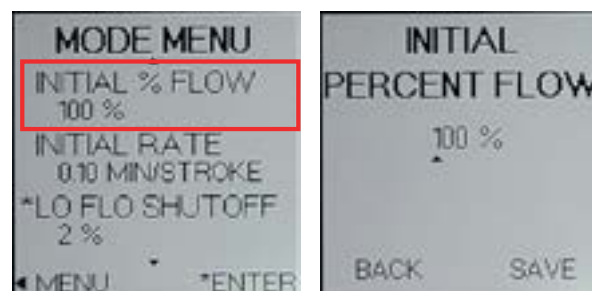 MODE MENU
INITIAL % FLOW
100 %
INITIAL RATE
0.10 MIN/STROKE
*LO FLO SHUTOFF
2 %
◄ MENU *ENTER
INITIAL
PERCENT FLOW
100 %
BACK SAVE